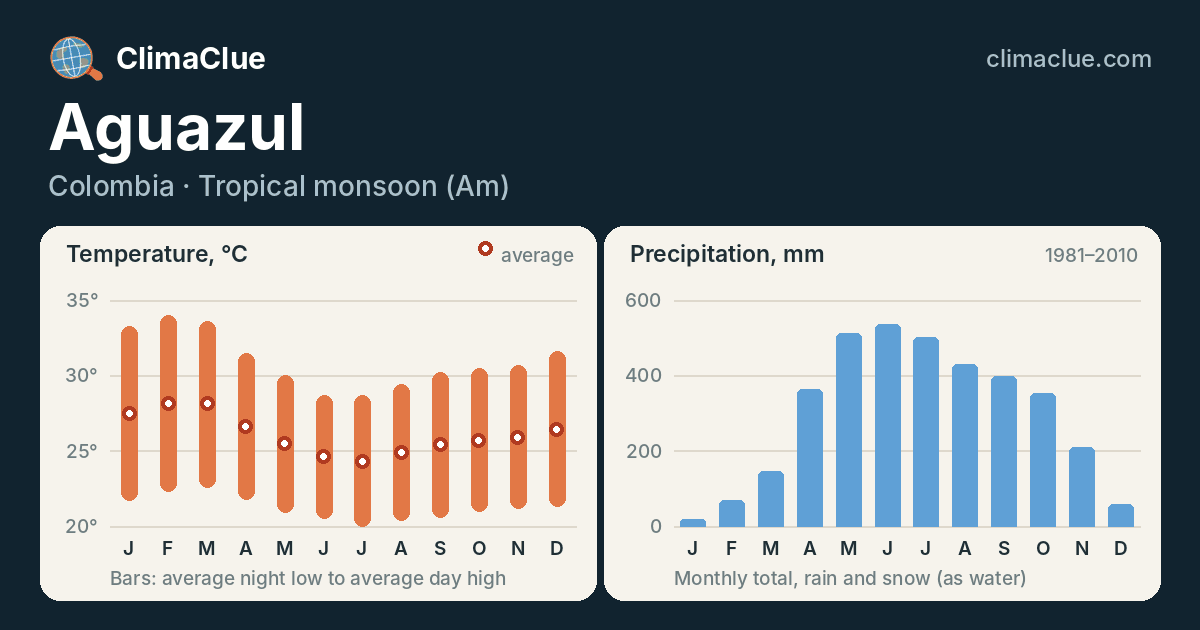 ClimaClue
climaclue.com
Aguazul
Colombia · Tropical monsoon (Am)
Temperature, °C
average
35°
30°
25°
20°
J F M A M J J A S O N D
Bars: average night low to average day high
Precipitation, mm
1981–2010
600
400
200
0
J F M A M J J A S O N D
Monthly total, rain and snow (as water)